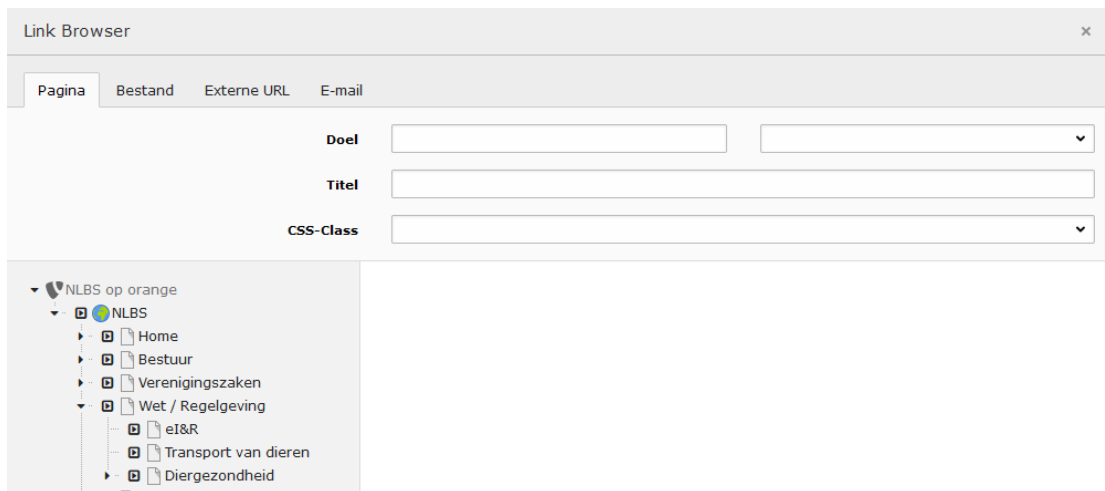 Link Browser ×
Pagina Bestand Externe URL E-mail
Doel
Titel
CSS-Class
NLBS op orange
NLBS
Home
Bestuur
Verenigingszaken
Wet / Regelgeving
eI&R
Transport van dieren
Diergezondheid